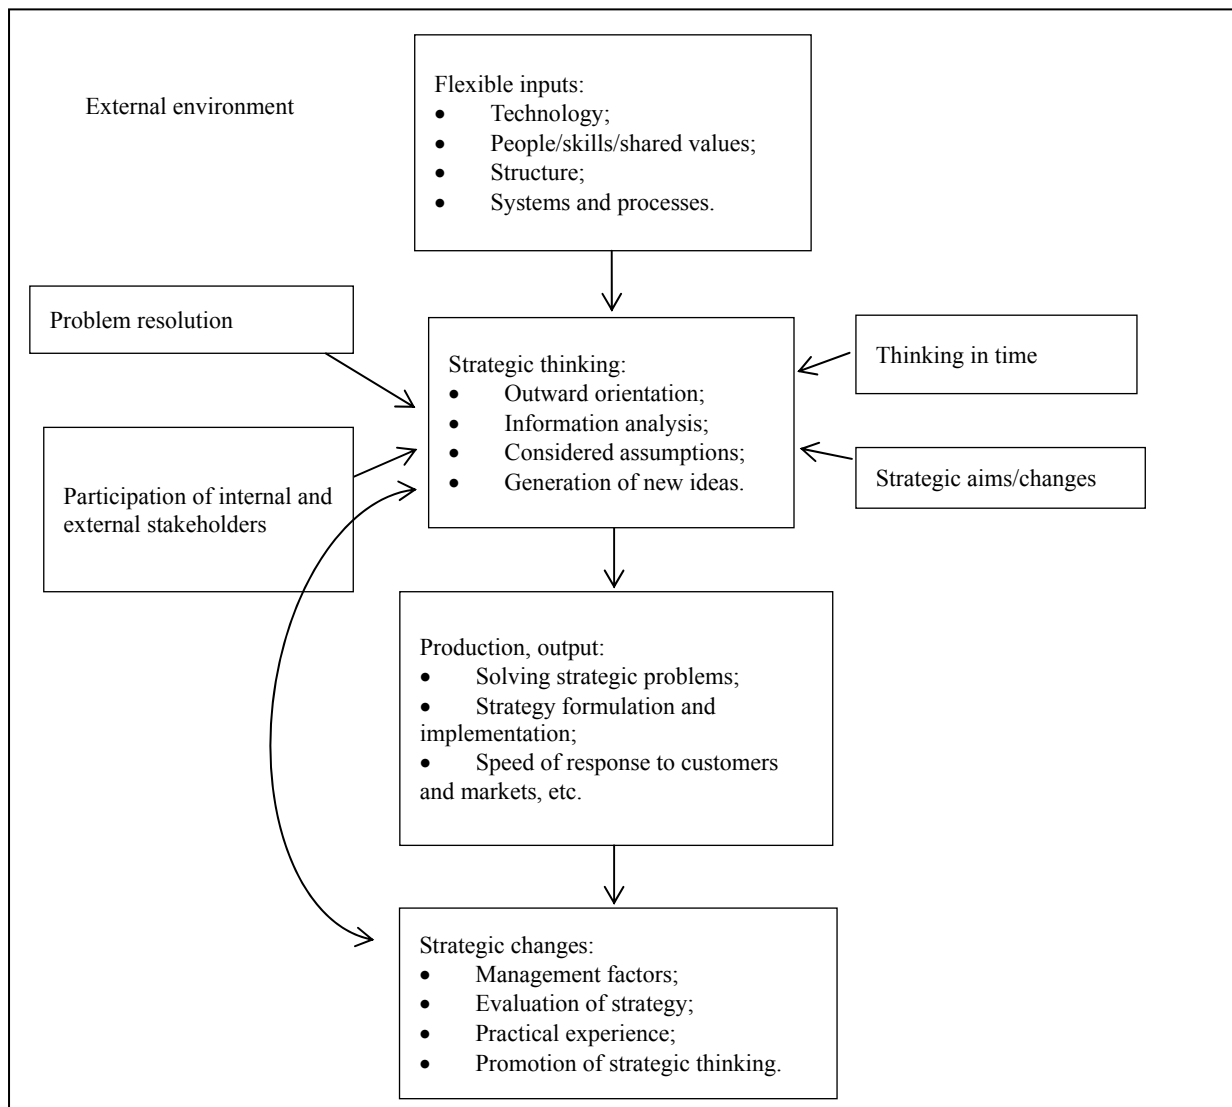 External environment
Flexible inputs:
• Technology;
• People/skills/shared values;
• Structure;
• Systems and processes.
Problem resolution
Strategic thinking:
• Outward orientation;
• Information analysis;
• Considered assumptions;
• Generation of new ideas.
Thinking in time
Participation of internal and
external stakeholders
Strategic aims/changes
Production, output:
• Solving strategic problems;
• Strategy formulation and
implementation;
• Speed of response to customers
and markets, etc.
Strategic changes:
• Management factors;
• Evaluation of strategy;
• Practical experience;
• Promotion of strategic thinking.